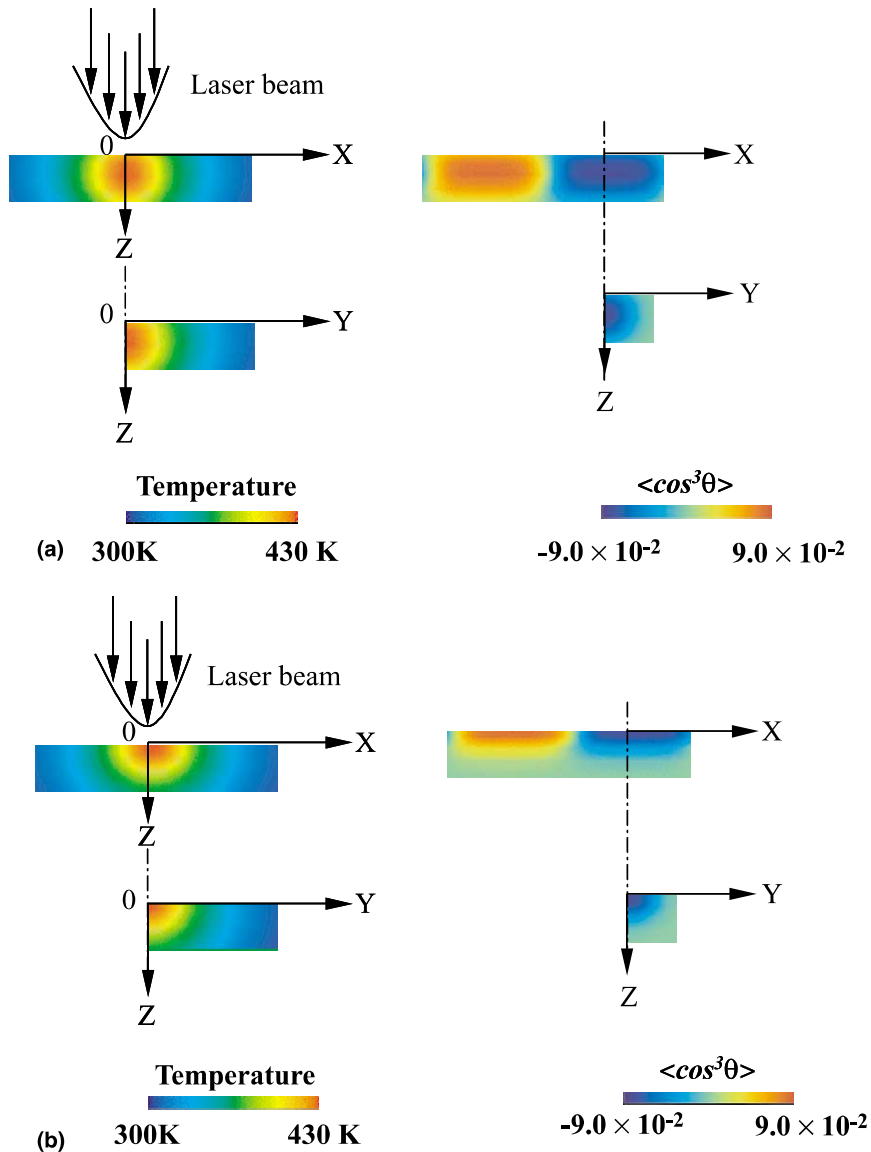 Laser beam
0
X
X
Z
0
Y
Y
Z
Z
Temperature
<cos³θ>
(a) 300K 430 K
-9.0 × 10⁻² 9.0 × 10⁻²
Laser beam
0
X
X
Z
0
Y
Y
Z
Z
Temperature
<cos³θ>
(b) 300K 430 K
-9.0 × 10⁻² 9.0 × 10⁻²